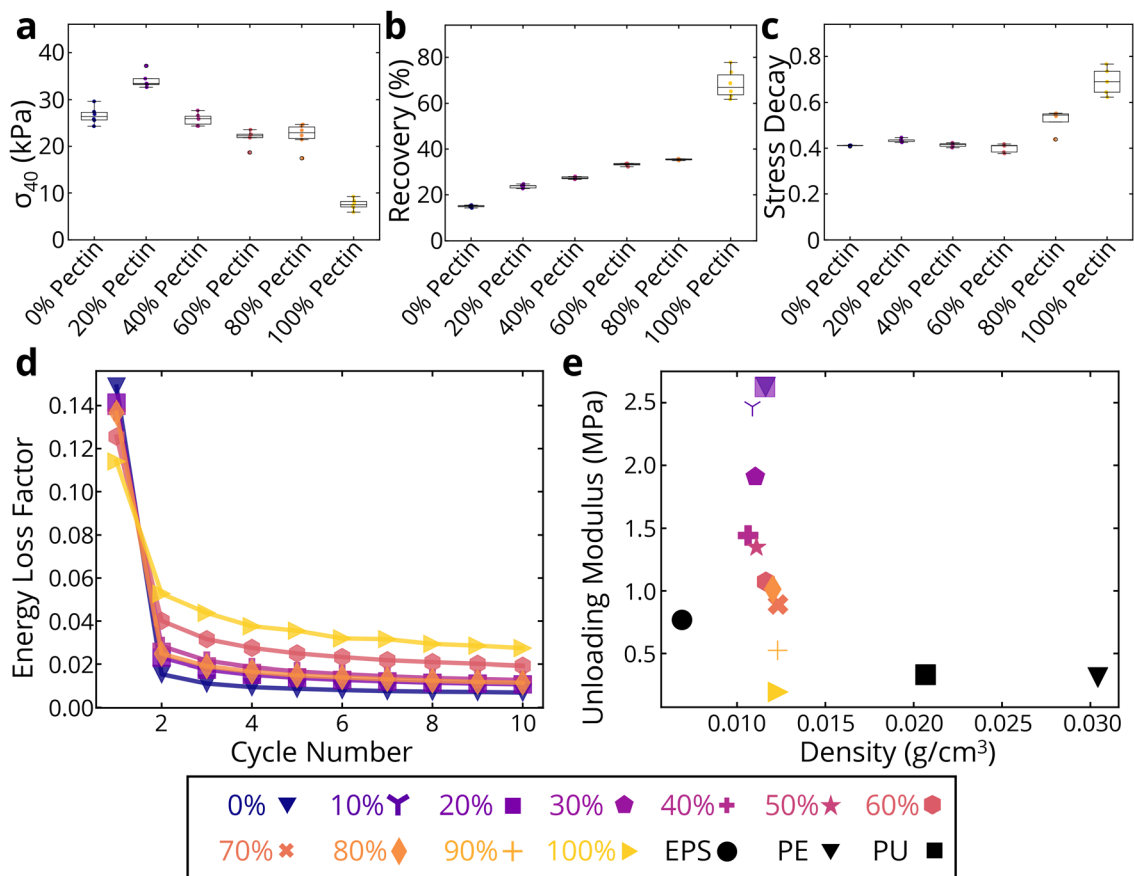 a
b
c
40
30
20
10
0
σ40 (kPa)
0% Pectin
20% Pectin
40% Pectin
60% Pectin
80% Pectin
100% Pectin
80
60
40
20
0
Recovery (%)
0% Pectin
20% Pectin
40% Pectin
60% Pectin
80% Pectin
100% Pectin
0.8
0.6
0.4
0.2
0
Stress Decay
0% Pectin
20% Pectin
40% Pectin
60% Pectin
80% Pectin
100% Pectin
d
0.14
0.12
0.10
0.08
0.06
0.04
0.02
0.00
Energy Loss Factor
2 4 6 8 10
Cycle Number
e
2.5
2.0
1.5
1.0
0.5
Unloading Modulus (MPa)
0.010 0.015 0.020 0.025 0.030
Density (g/cm³)
0% 10% 20% 30% 40% 50% 60%
70% 80% 90% 100% EPS PE PU